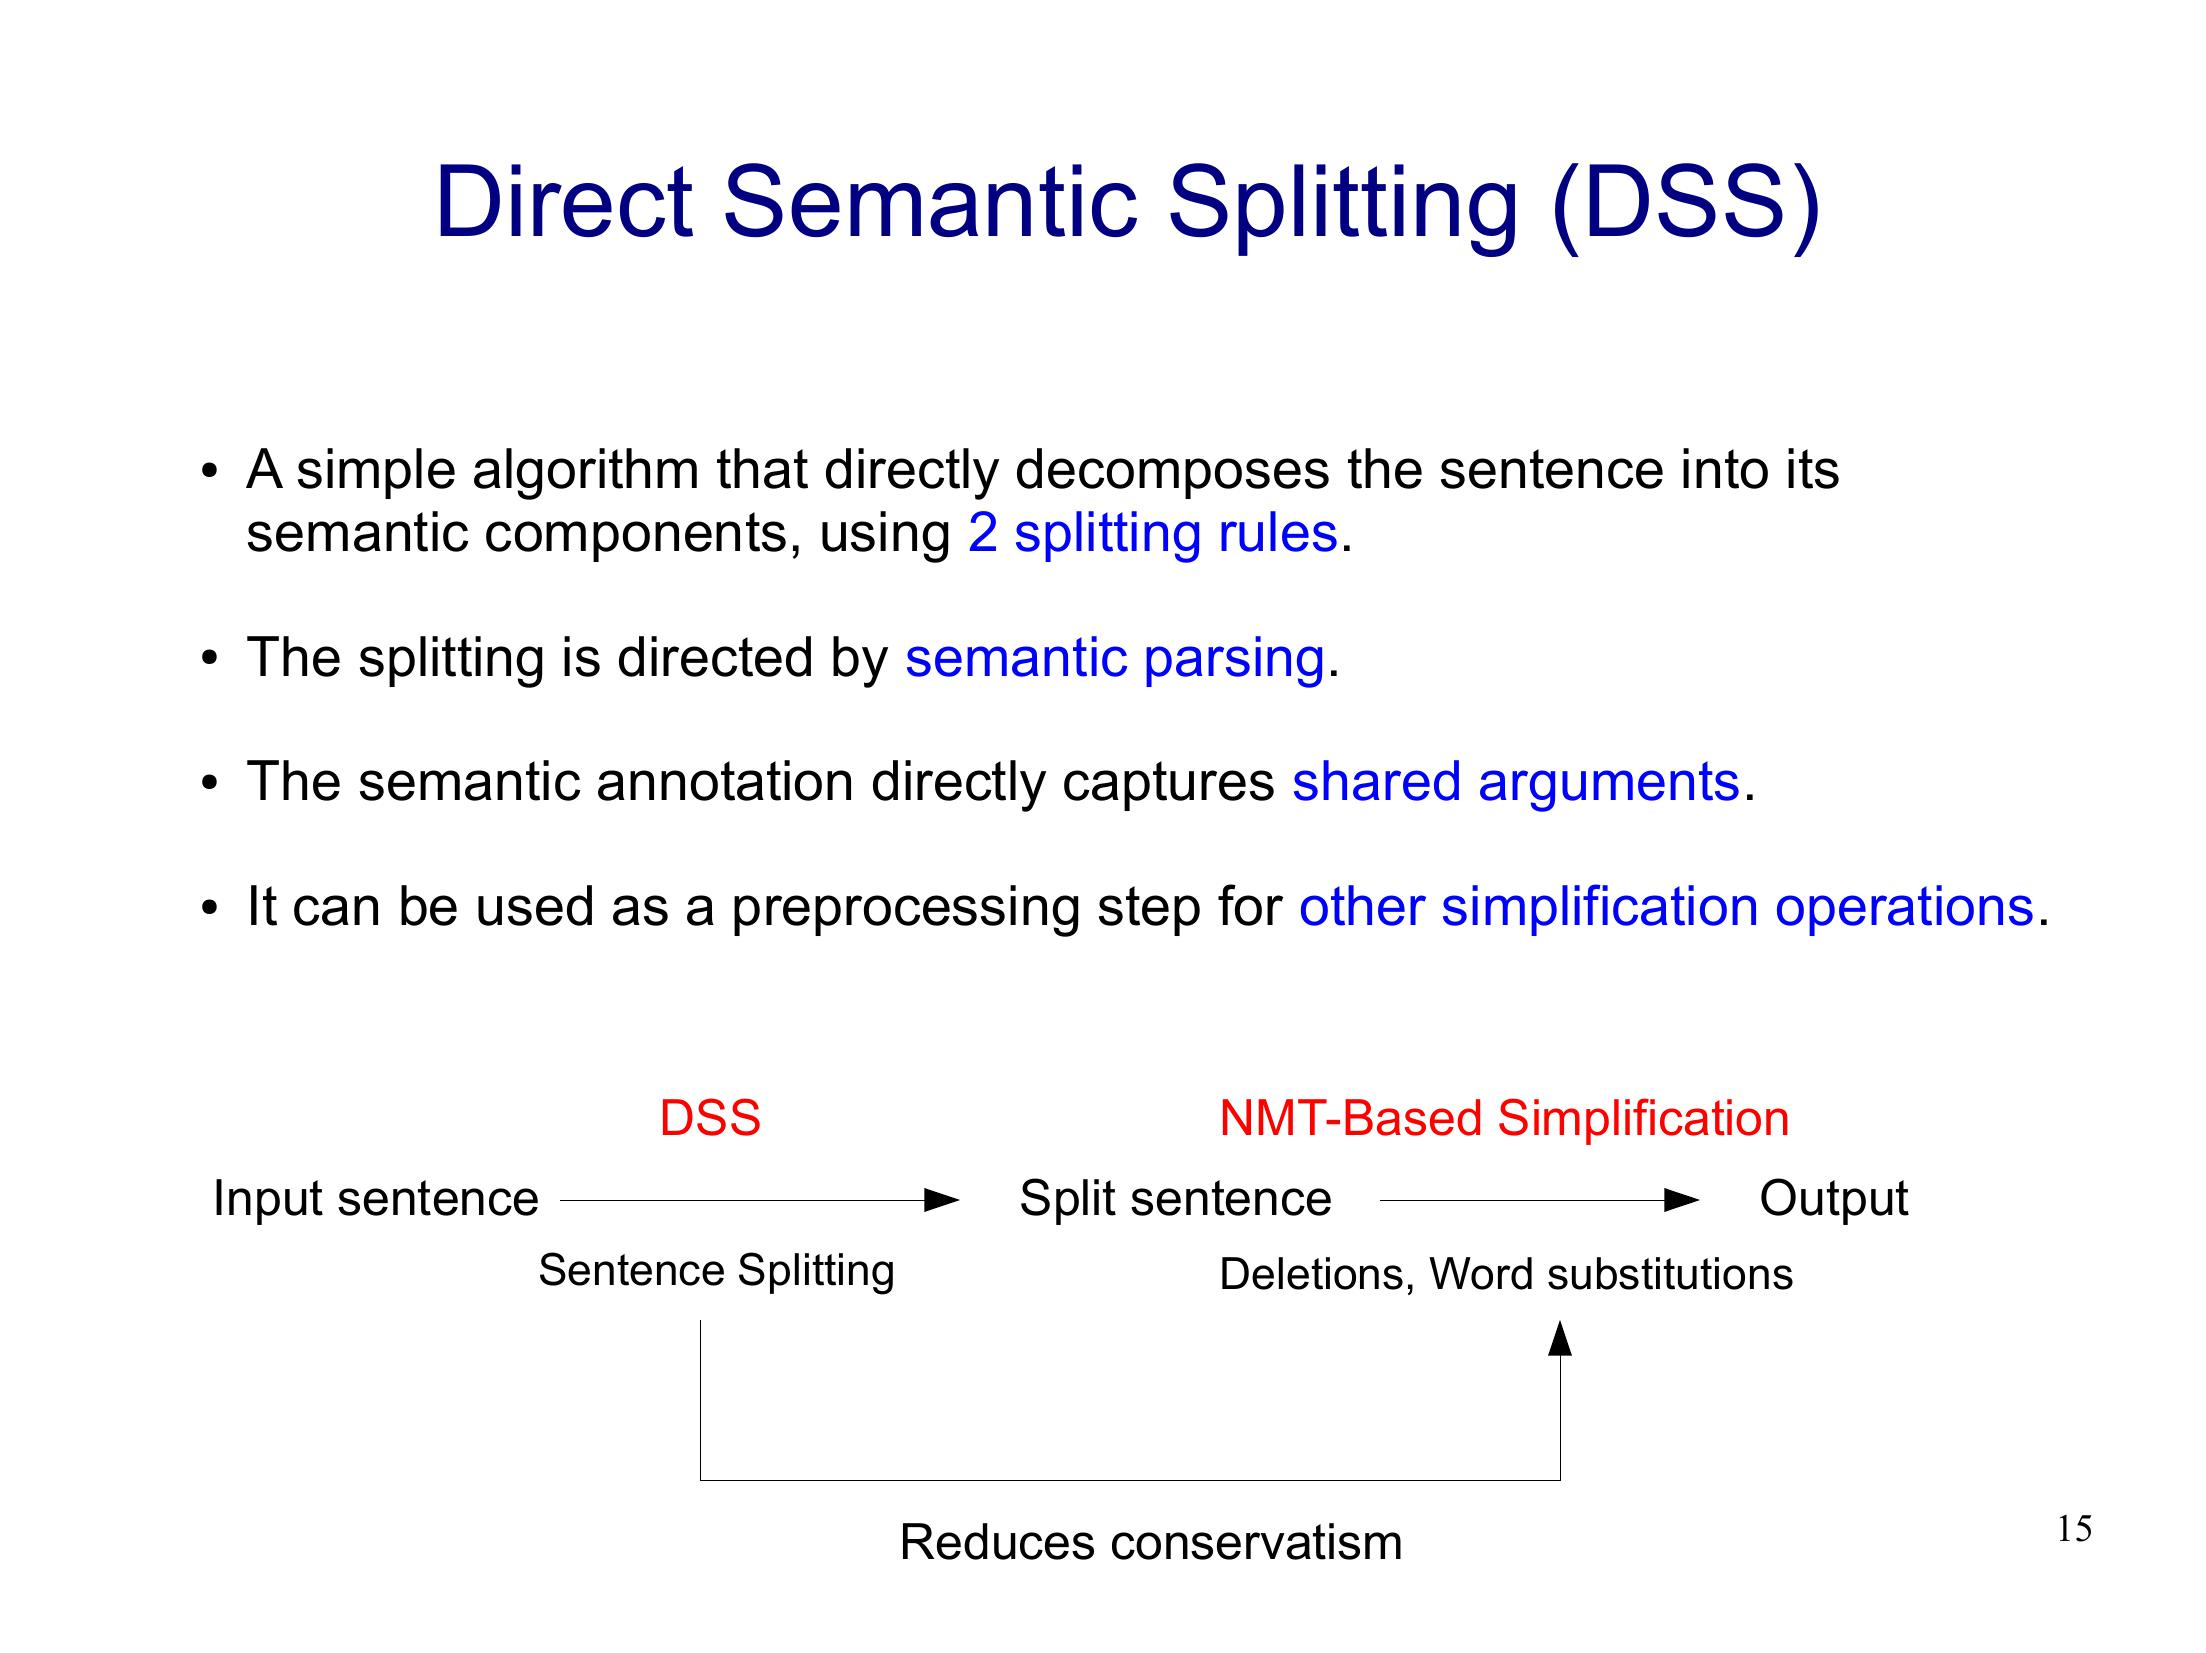 Direct Semantic Splitting (DSS)
• A simple algorithm that directly decomposes the sentence into its
semantic components, using 2 splitting rules.
• The splitting is directed by semantic parsing.
• The semantic annotation directly captures shared arguments.
• It can be used as a preprocessing step for other simplification operations.
DSS NMT-Based Simplification
Input sentence Split sentence Output
Sentence Splitting Deletions, Word substitutions
Reduces conservatism
15